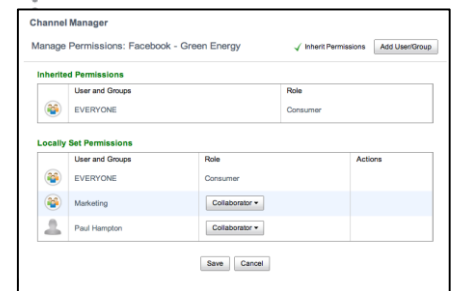 Channel Manager
Manage Permissions: Facebook - Green Energy
Inherit Permissions Add User/Group
Inherited Permissions
User and Groups Role
EVERYONE Consumer
Locally Set Permissions
User and Groups Role Actions
EVERYONE Consumer
Marketing Collaborator
Paul Hampton Collaborator
Save Cancel